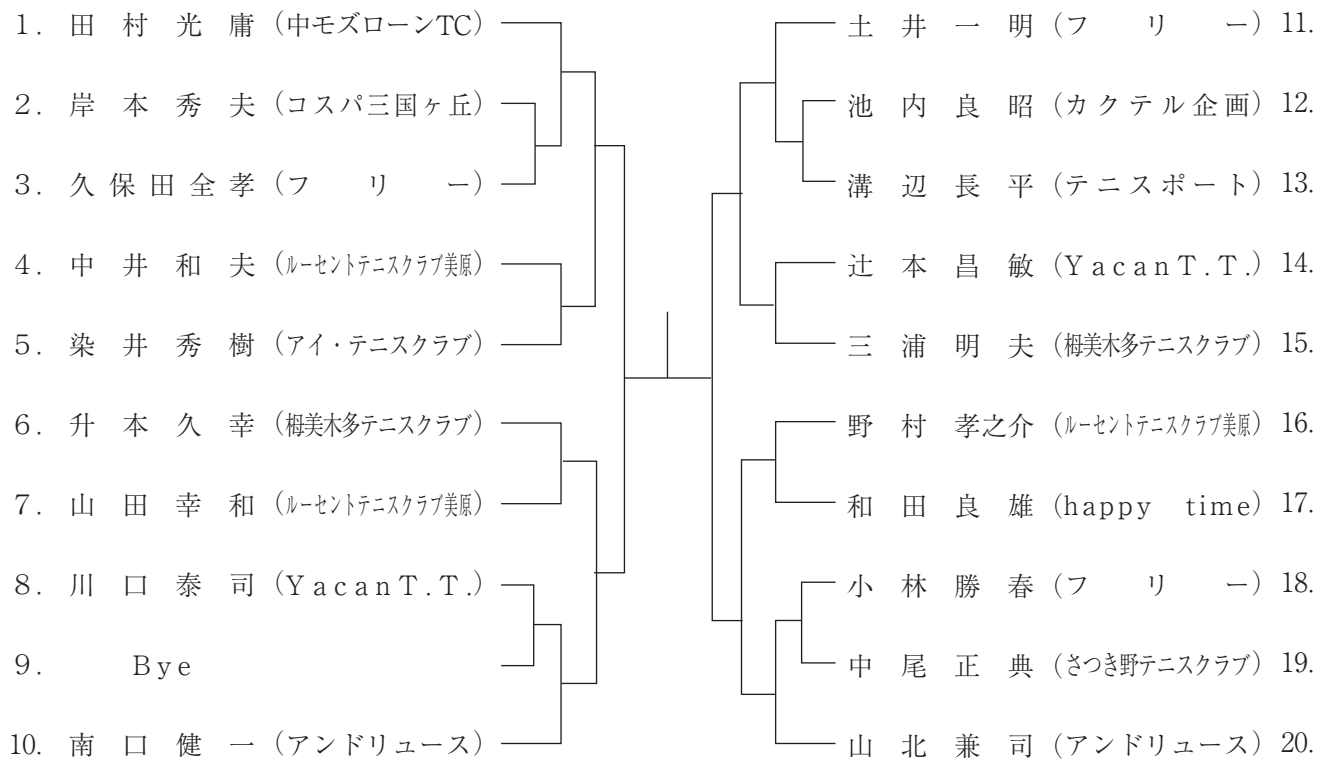 1. 田村光庸 (中モズローンTC)
2. 岸本秀夫 (コスパ三国ヶ丘)
3. 久保田全孝 (フリー)
4. 中井和夫 (ルーセントテニスクラブ美原)
5. 染井秀樹 (アイ・テニスクラブ)
6. 升本久幸 (栂美木多テニスクラブ)
7. 山田幸和 (ルーセントテニスクラブ美原)
8. 川口泰司 (YacanT.T.)
9. Bye
10. 南口健一 (アンドリュース)
土井一明 (フリー) 11.
池内良昭 (カクテル企画) 12.
溝辺長平 (テニスポート) 13.
辻本昌敏 (YacanT.T.) 14.
三浦明夫 (栂美木多テニスクラブ) 15.
野村孝之介 (ルーセントテニスクラブ美原) 16.
和田良雄 (happy time) 17.
小林勝春 (フリー) 18.
中尾正典 (さつき野テニスクラブ) 19.
山北兼司 (アンドリュース) 20.